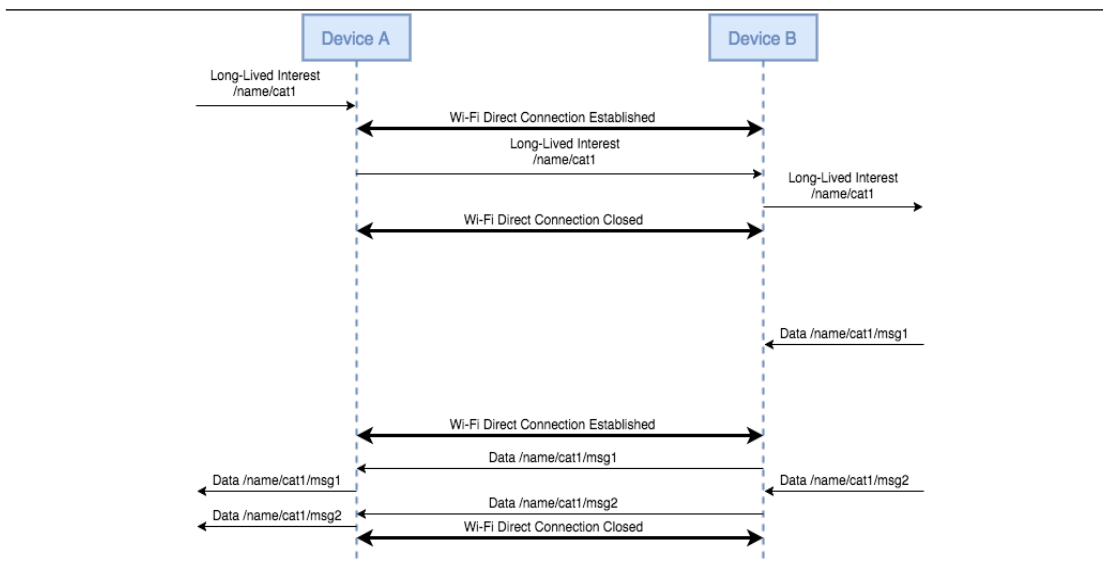 Device A
Device B
Long-Lived Interest
/name/cat1
Wi-Fi Direct Connection Established
Long-Lived Interest
/name/cat1
Long-Lived Interest
/name/cat1
Wi-Fi Direct Connection Closed
Data /name/cat1/msg1
Wi-Fi Direct Connection Established
Data /name/cat1/msg1
Data /name/cat1/msg1
Data /name/cat1/msg2
Data /name/cat1/msg2
Data /name/cat1/msg2
Wi-Fi Direct Connection Closed